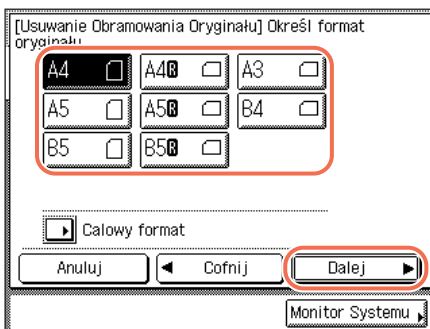 [Usuwanie Obramowania Oryginału] Określ format
oryginału
A4 A4R A3
A5 A5R B4
B5 B5R
Calowy format
Anuluj Cofnij Dalej
Monitor Systemu